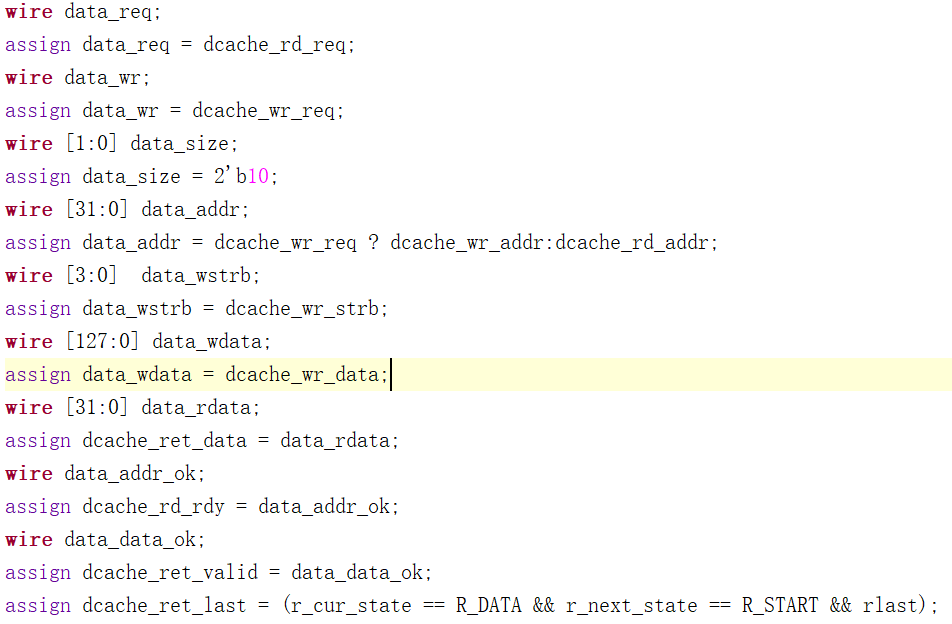 wire data_req;
assign data_req = dcache_rd_req;
wire data_wr;
assign data_wr = dcache_wr_req;
wire [1:0] data_size;
assign data_size = 2'b10;
wire [31:0] data_addr;
assign data_addr = dcache_wr_req ? dcache_wr_addr:dcache_rd_addr;
wire [3:0]  data_wstrb;
assign data_wstrb = dcache_wr_strb;
wire [127:0] data_wdata;
assign data_wdata = dcache_wr_data;
wire [31:0] data_rdata;
assign dcache_ret_data = data_rdata;
wire data_addr_ok;
assign dcache_rd_rdy = data_addr_ok;
wire data_data_ok;
assign dcache_ret_valid = data_data_ok;
assign dcache_ret_last = (r_cur_state == R_DATA && r_next_state == R_START && rlast);